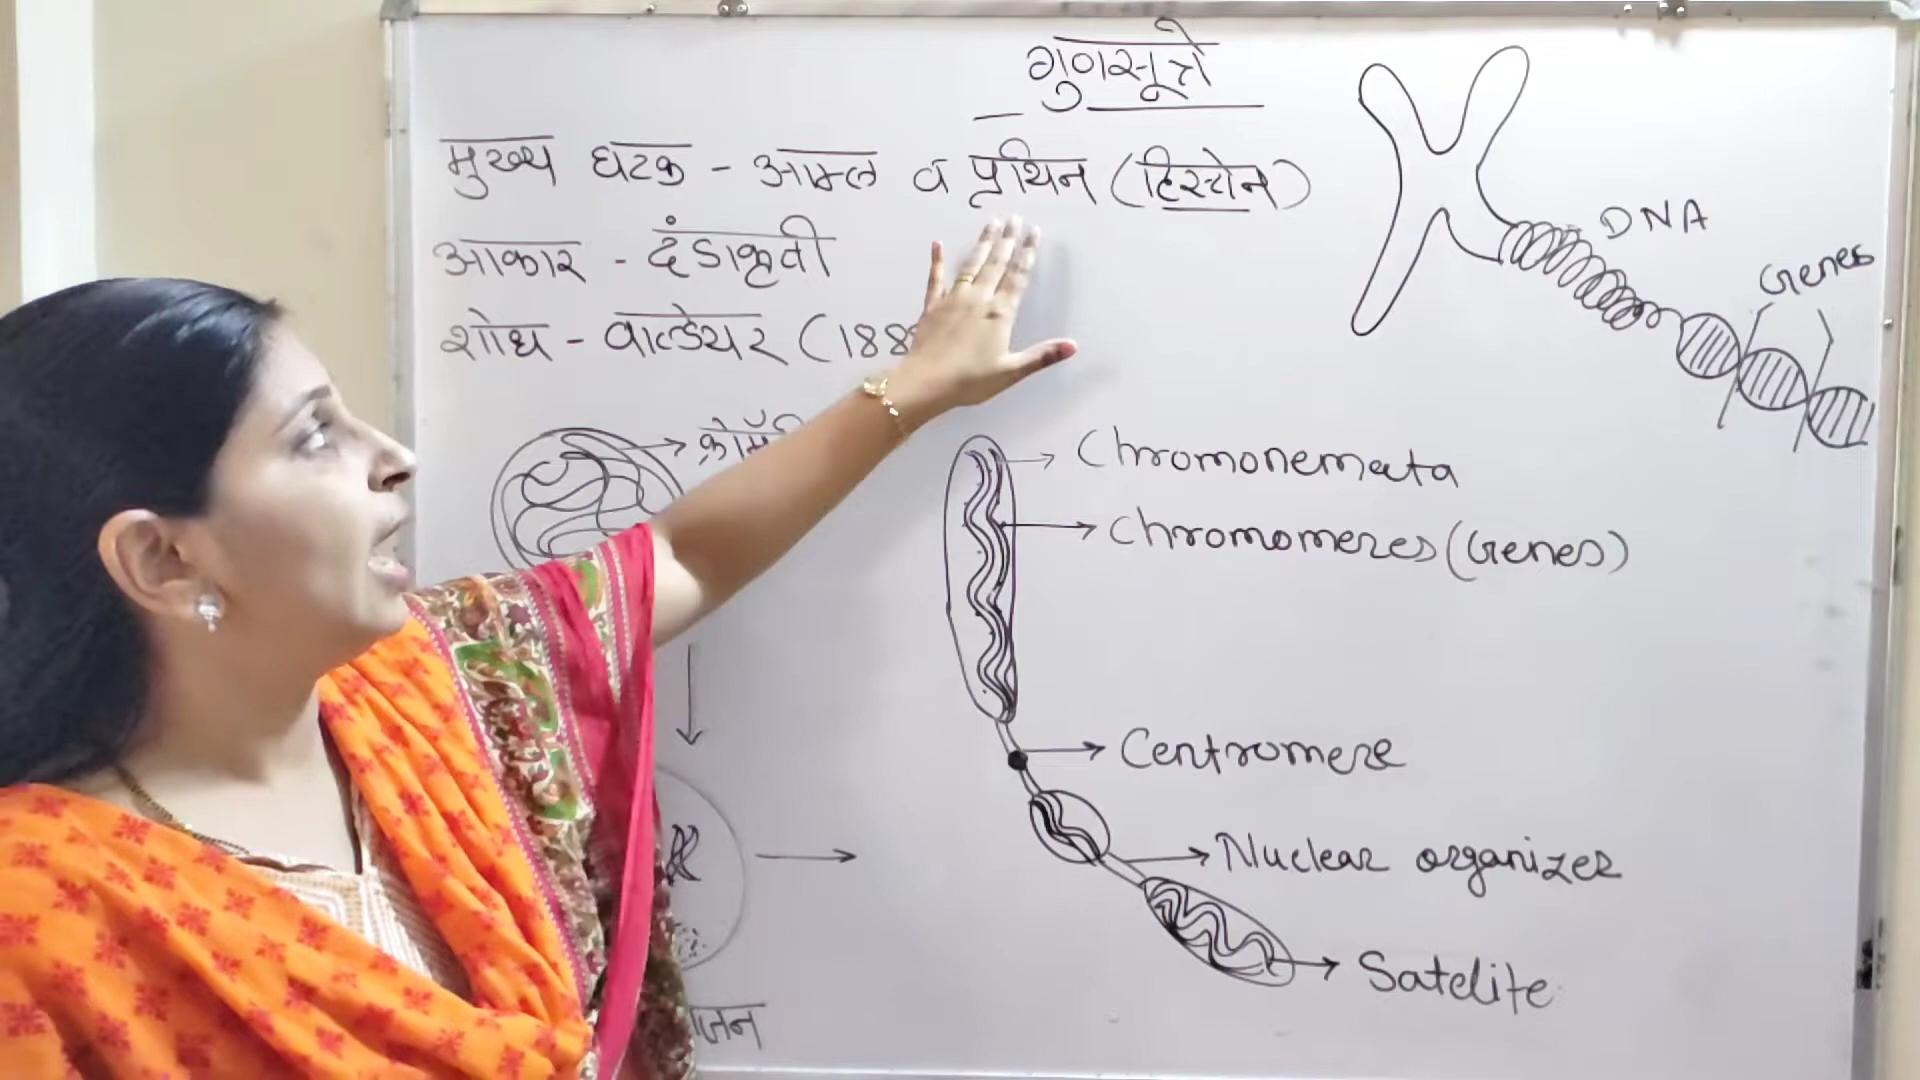 गुणसूत्रे
मुख्य घटक - आम्ल व प्रथिन (हिस्टोन)
आकार - दंडाकृती
शोध - वाल्डेयर (188
DNA
Genes
Chromonemata
Chromomeres (Genes)
Centromere
Nuclear organizer
Satelite